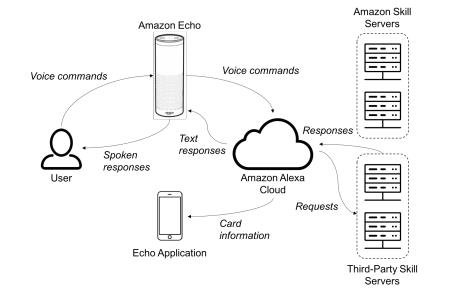 Amazon Echo
Amazon Skill
Servers
Voice commands
Voice commands
Text
responses
Responses
Spoken
responses
User
Amazon Alexa
Cloud
Requests
Card
information
Echo Application
Third-Party Skill
Servers